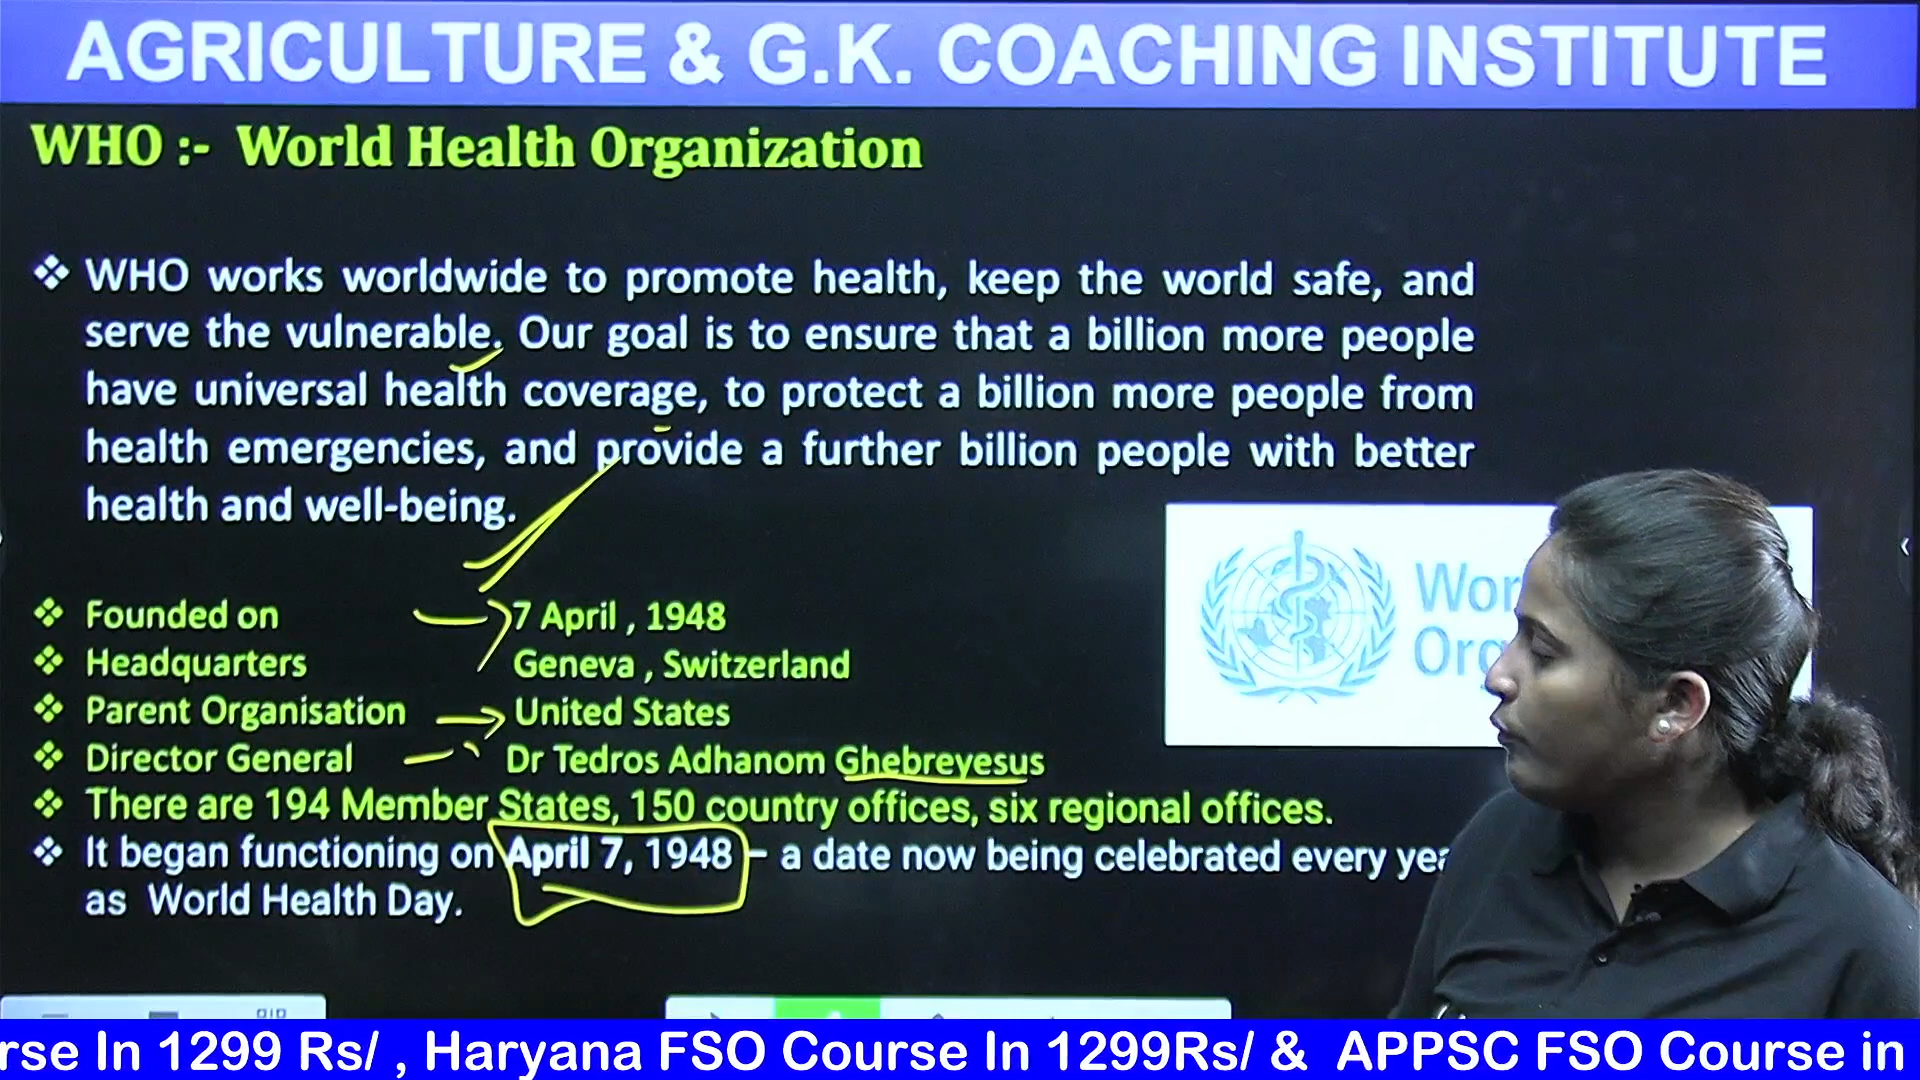 AGRICULTURE & G.K. COACHING INSTITUTE
WHO :- World Health Organization
❖ WHO works worldwide to promote health, keep the world safe, and
serve the vulnerable. Our goal is to ensure that a billion more people
have universal health coverage, to protect a billion more people from
health emergencies, and provide a further billion people with better
health and well-being.
❖ Founded on 7 April , 1948
❖ Headquarters Geneva , Switzerland
❖ Parent Organisation United States
❖ Director General Dr Tedros Adhanom Ghebreyesus
❖ There are 194 Member States, 150 country offices, six regional offices.
❖ It began functioning on April 7, 1948 – a date now being celebrated every
as World Health Day.
In 1299 Rs/ , Haryana FSO Course In 1299Rs/ & APPSC FSO Course in